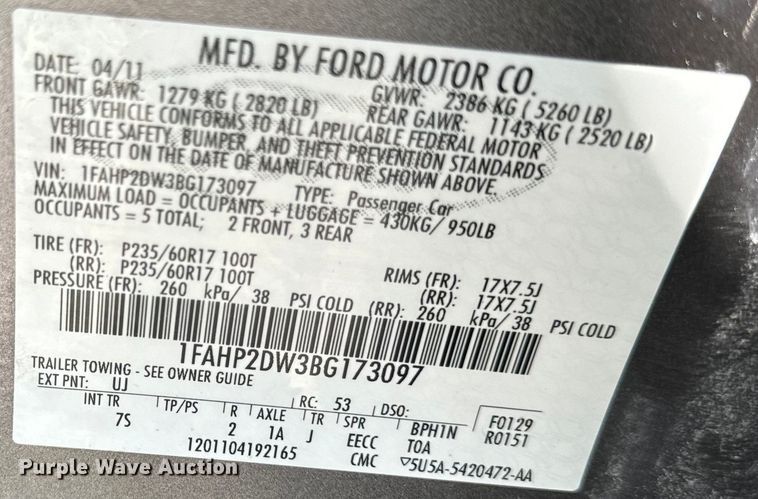 MFD. BY FORD MOTOR CO.
DATE: 04/11 GVWR: 2386 KG ( 5260 LB)
FRONT GAWR: 1279 KG ( 2820 LB) REAR GAWR: 1143 KG ( 2520 LB)
THIS VEHICLE CONFORMS TO ALL APPLICABLE FEDERAL MOTOR
VEHICLE SAFETY, BUMPER, AND THEFT PREVENTION STANDARDS
IN EFFECT ON THE DATE OF MANUFACTURE SHOWN ABOVE.
VIN: 1FAHP2DW3BG173097 TYPE: Passenger Car
MAXIMUM LOAD = OCCUPANTS + LUGGAGE = 430KG/ 950LB
OCCUPANTS = 5 TOTAL; 2 FRONT, 3 REAR
TIRE (FR): P235/60R17 100T RIMS (FR): 17X7.5J
(RR): P235/60R17 100T (RR): 17X7.5J
PRESSURE (FR): 260 kPa/ 38 PSI COLD (RR): 260 kPa/ 38 PSI COLD
1FAHP2DW3BG173097
TRAILER TOWING - SEE OWNER GUIDE
EXT PNT: UJ RC: 53 DSO: F0129
INT TR TP/PS R AXLE TR SPR BPH1N R0151
7S 2 1A J EECC TOA
1201104192165 CMC 5U5A-5420472-AA
Purple Wave Auction